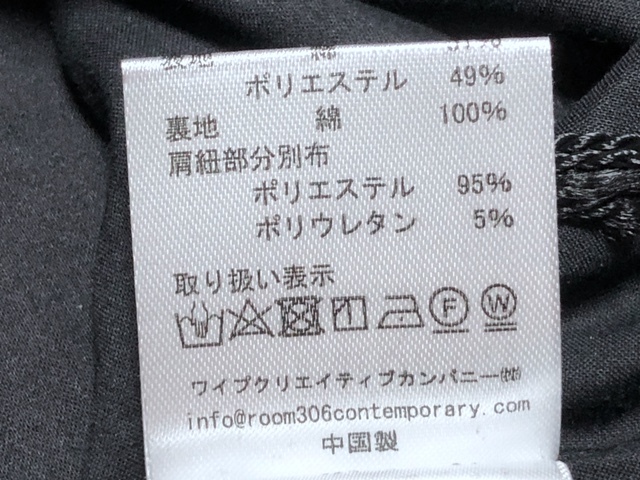 ポリエステル 49%
裏地 綿 100%
肩紐部分別布
ポリエステル 95%
ポリウレタン 5%
取り扱い表示
F W
ワイプクリエイティブカンパニー㈱
info@room306contemporary.com
中国製